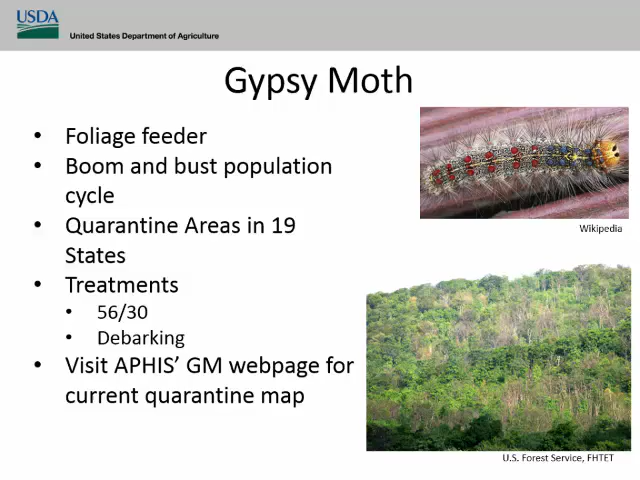 USDA
United States Department of Agriculture
Gypsy Moth
• Foliage feeder
• Boom and bust population
cycle
• Quarantine Areas in 19
States
• Treatments
• 56/30
• Debarking
• Visit APHIS’ GM webpage for
current quarantine map
Wikipedia
U.S. Forest Service, FHTET